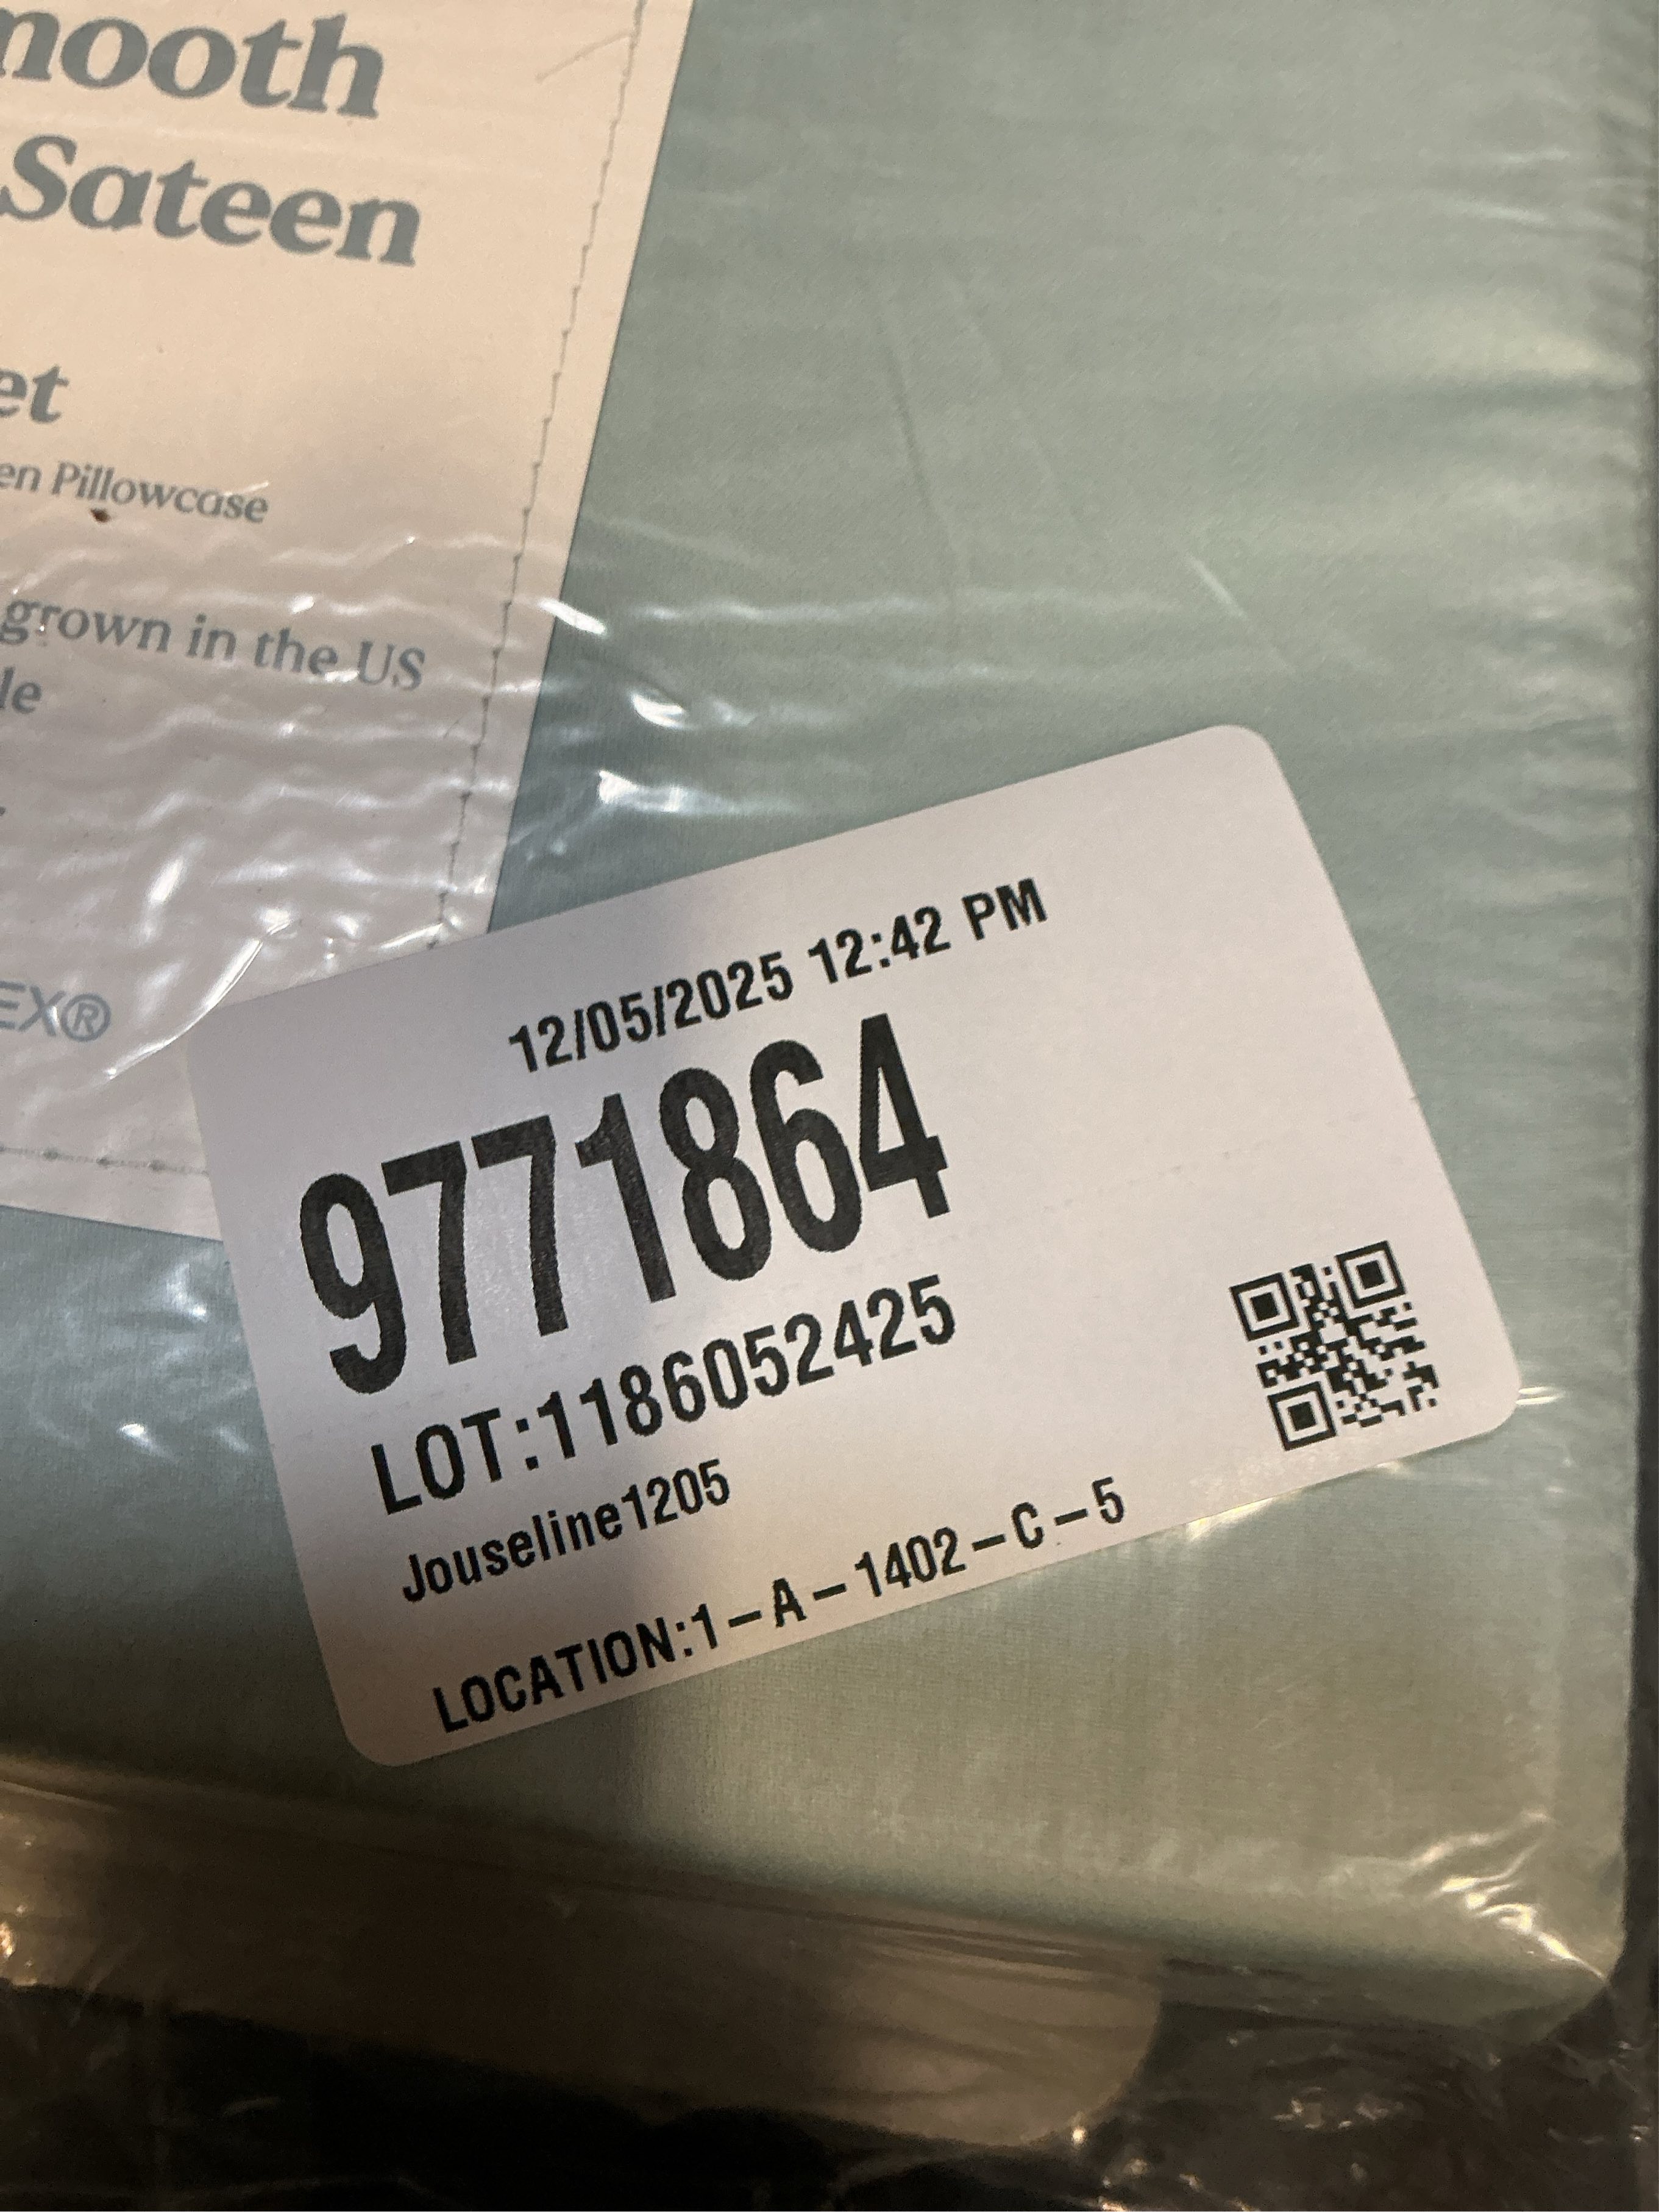 mooth
Sateen
et
en Pillowcase
grown in the US
le
EX®
12/05/2025 12:42 PM
9771864
LOT:1186052425
Jouseline1205
LOCATION:1-A-1402-C-5